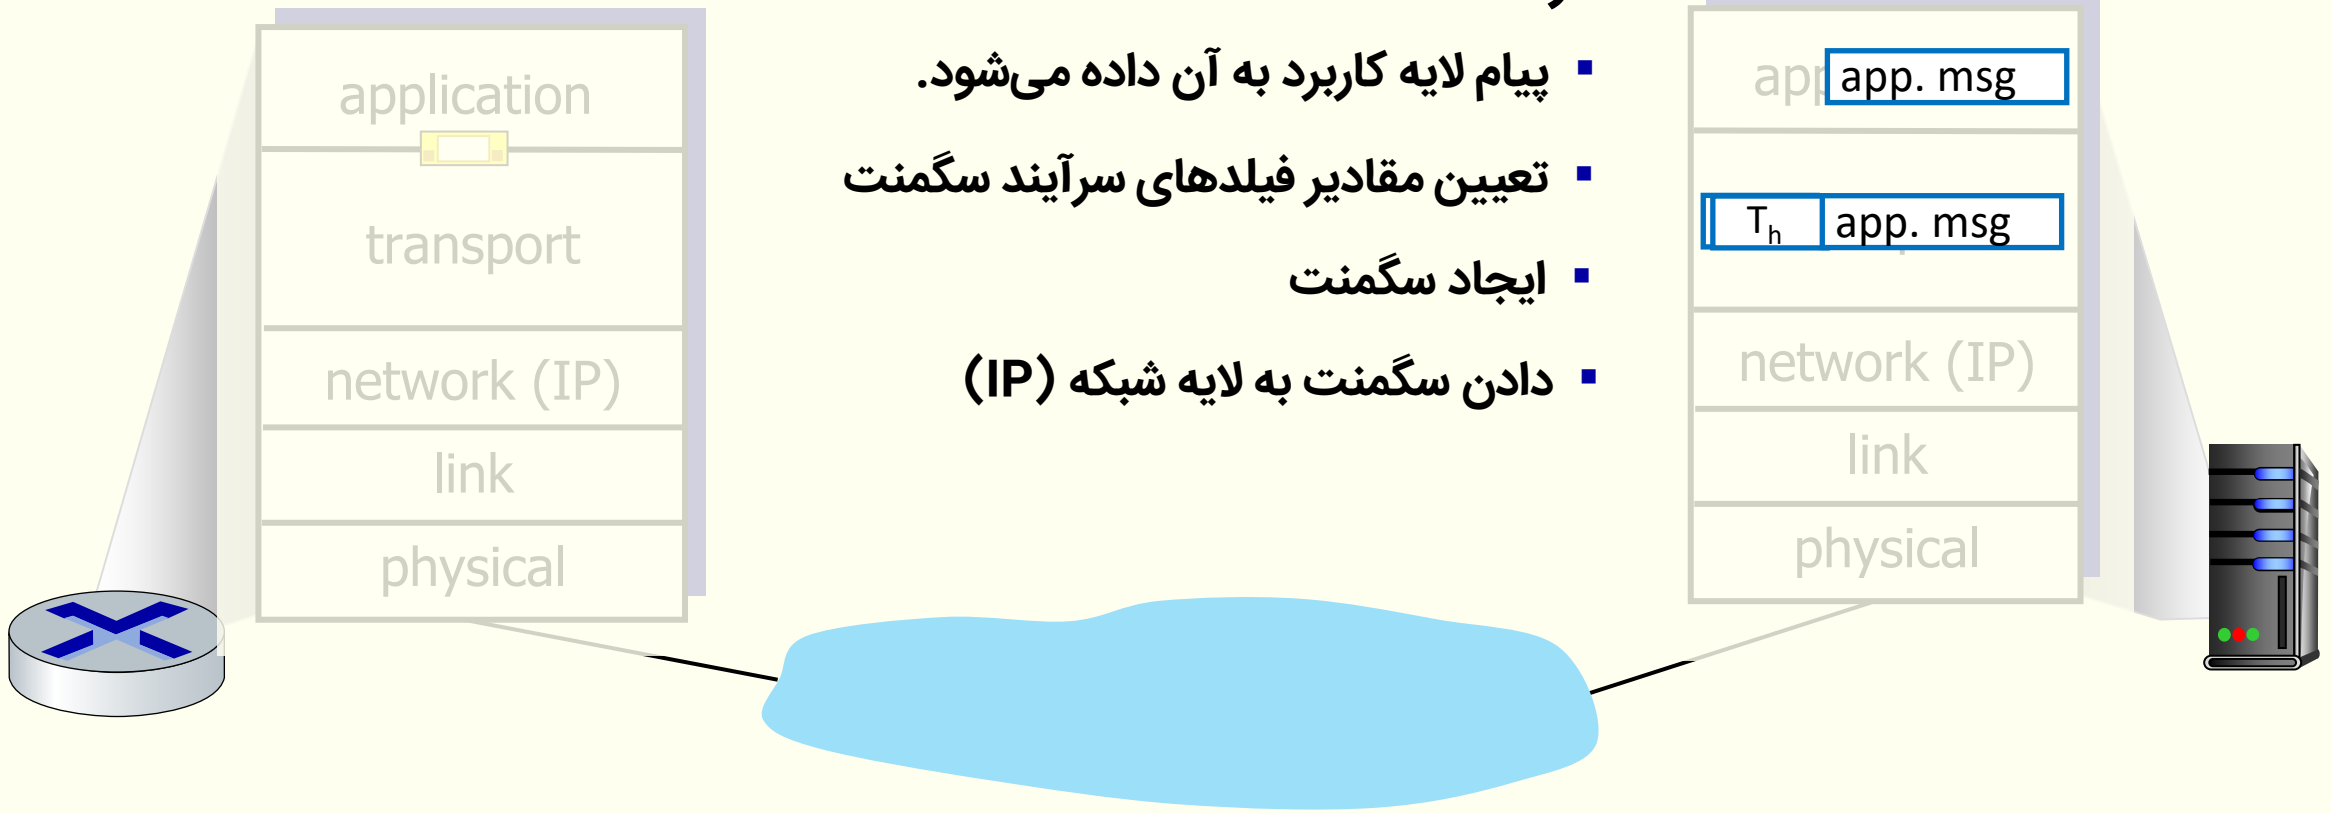 application
transport
network (IP)
link
physical
پیام لایه کاربرد به آن داده می‌شود.
تعیین مقادیر فیلدهای سرآیند سگمنت
ایجاد سگمنت
دادن سگمنت به لایه شبکه (IP)
app. msg
Th app. msg
network (IP)
link
physical